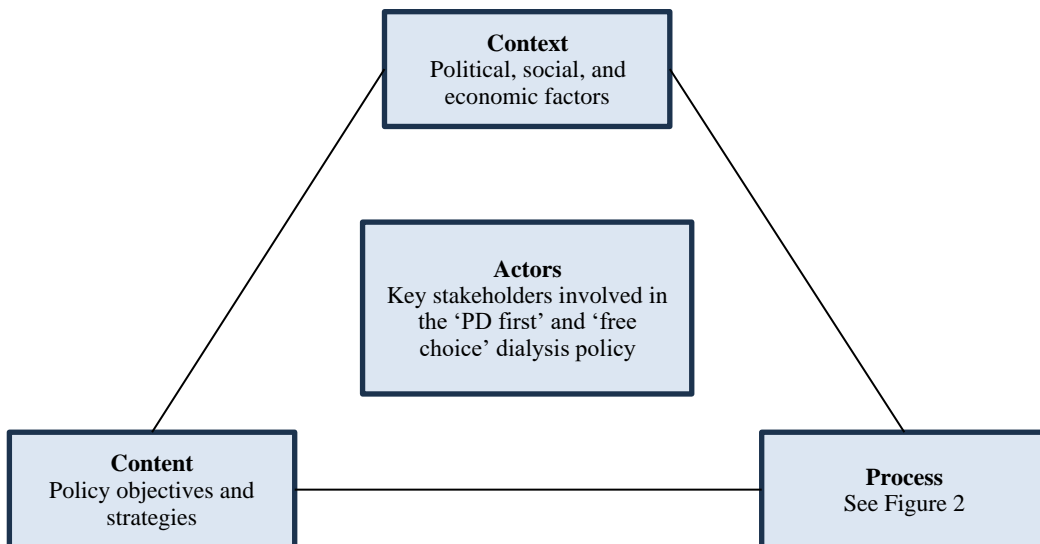 Context
Political, social, and
economic factors
Actors
Key stakeholders involved in
the ‘PD first’ and ‘free
choice’ dialysis policy
Content
Policy objectives and
strategies
Process
See Figure 2